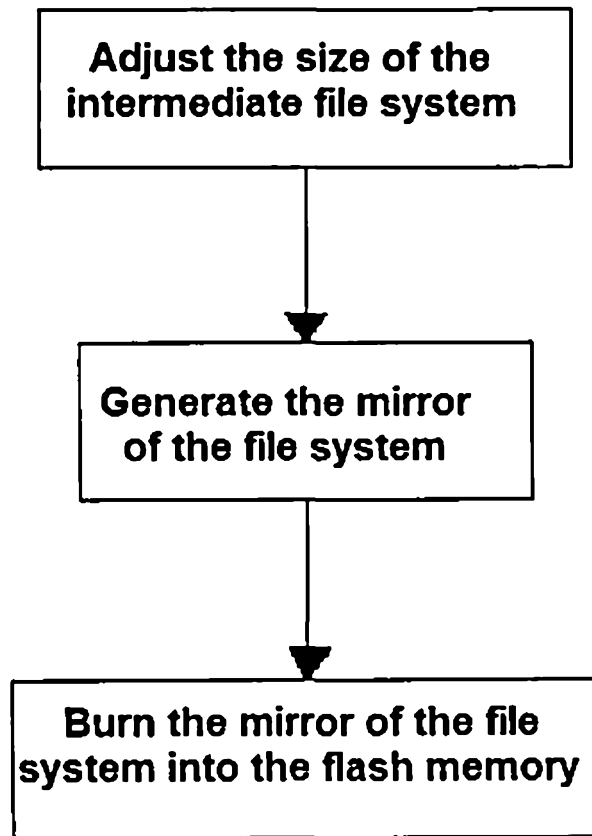 Adjust the size of the
intermediate file system
Generate the mirror
of the file system
Burn the mirror of the file
system into the flash memory